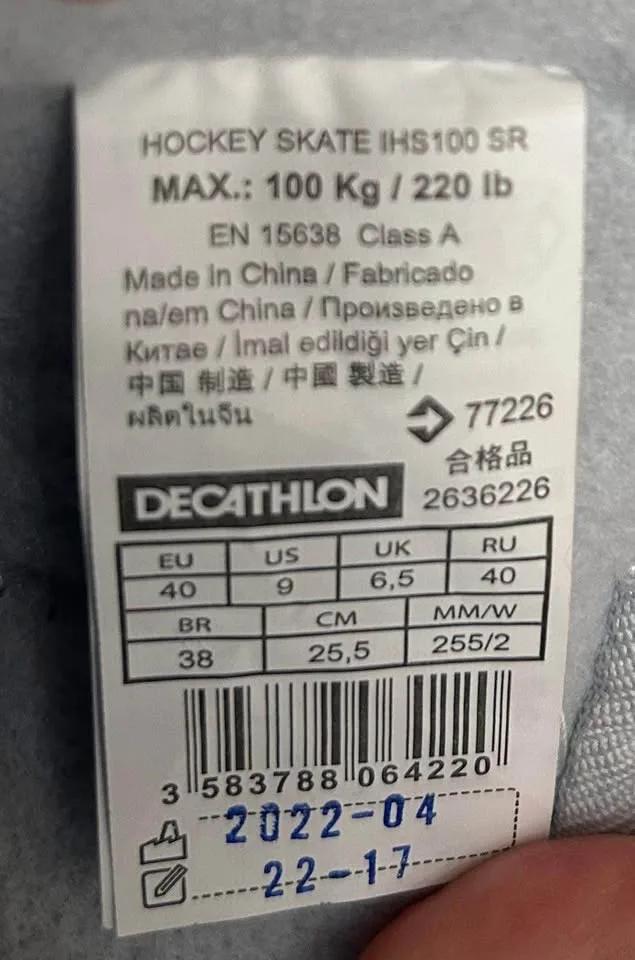 HOCKEY SKATE IHS100 SR
MAX.: 100 Kg / 220 lb
EN 15638 Class A
Made in China / Fabricado
na/em China / Произведено в
Китае / İmal edildiği yer Çin /
中国 制造 / 中國 製造 /
ผลิตในจีน
77226
合格品
DECATHLON 2636226
EU US UK RU
40 9 6,5 40
BR CM MM/W
38 25,5 255/2
3 583788 064220
2022-04
22-17